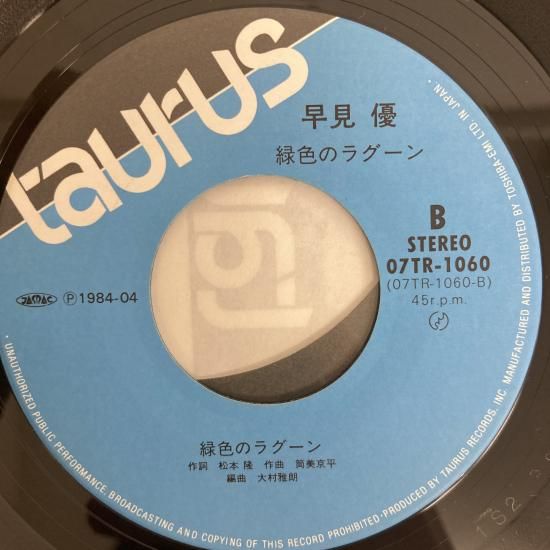 taurus
早見 優
緑色のラグーン
B
STEREO
07TR-1060
(07TR-1060-B)
45r.p.m.
JASRAC Ⓟ1984-04
緑色のラグーン
作詞 松本 隆 作曲 筒美京平
編曲 大村雅朗
・UNAUTHORIZED PUBLIC PERFORMANCE, BROADCASTING AND COPYING OF THIS RECORD PROHIBITED・PRODUCED BY TAURUS RECORDS, INC. MANUFACTURED AND DISTRIBUTED BY TOSHIBA-EMI LTD IN JAPAN.・